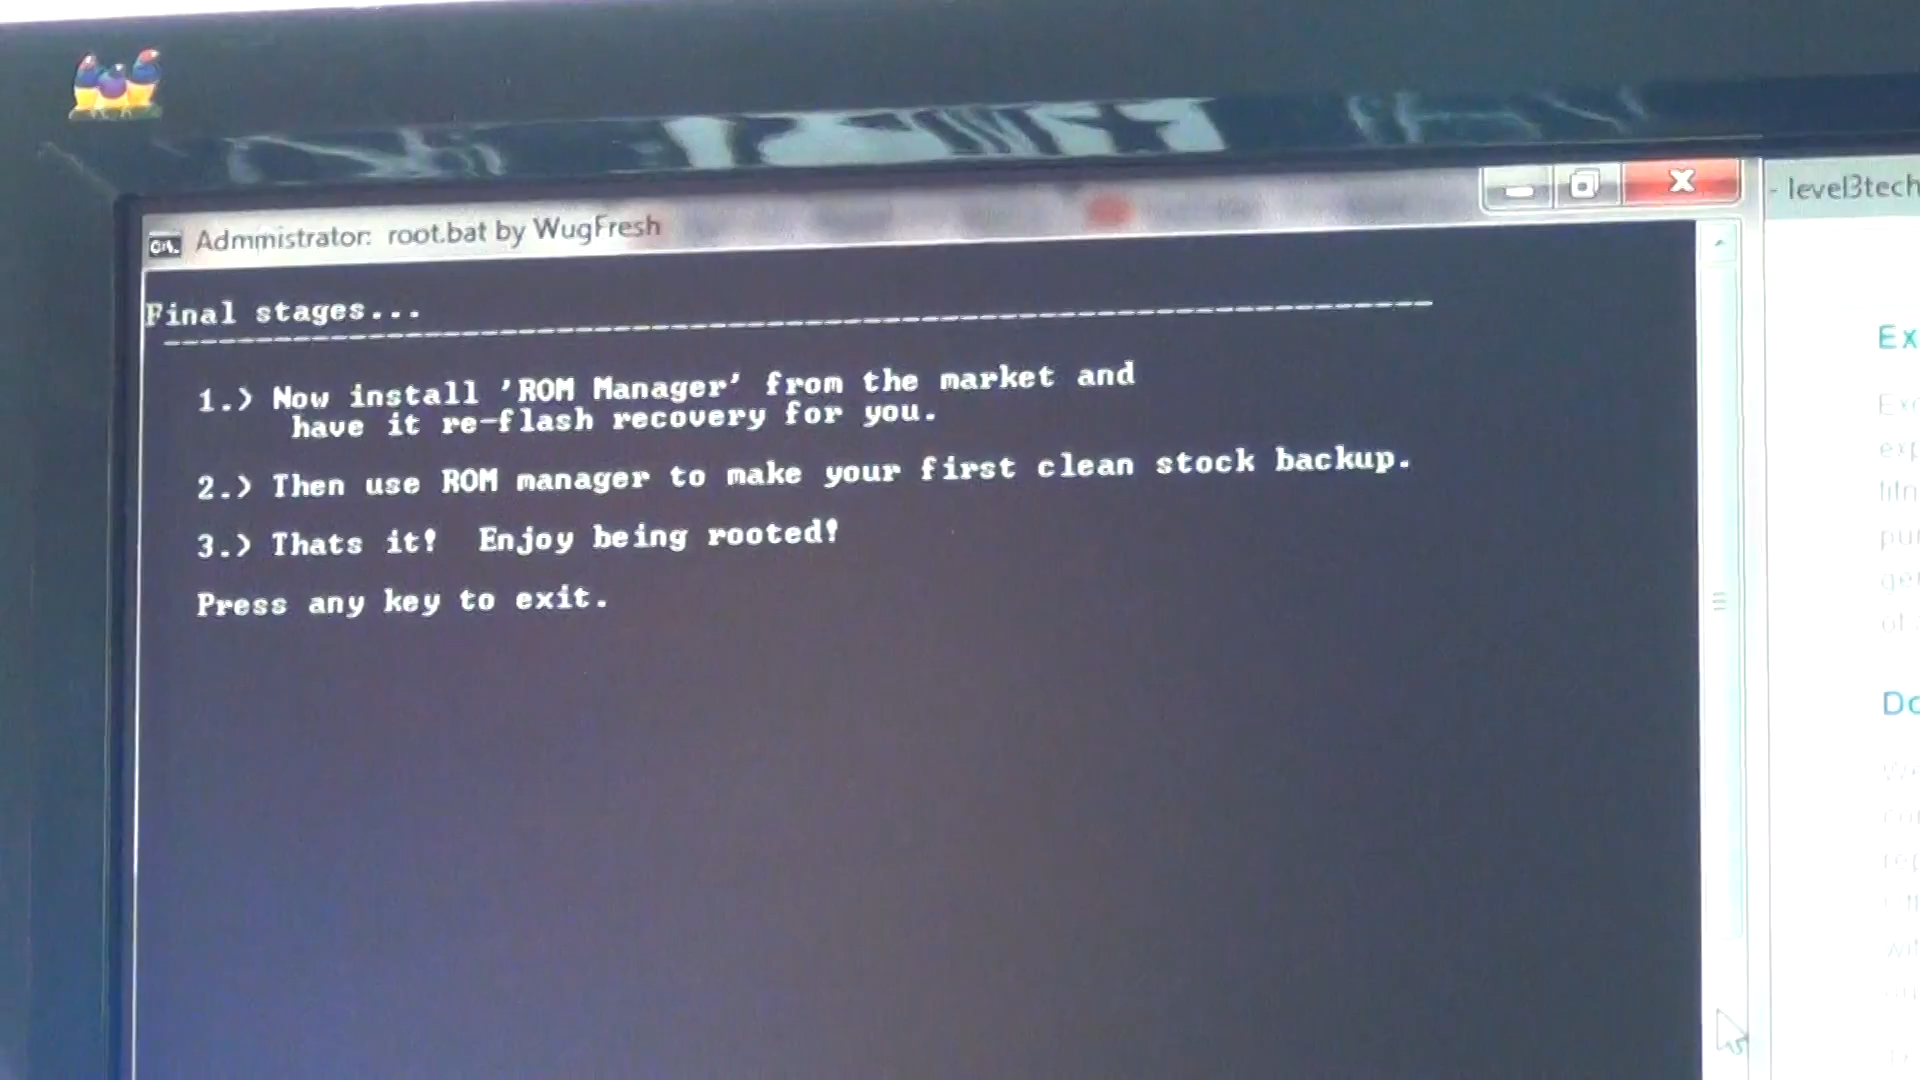 Administrator: root.bat by WugFresh
- level3tech
Final stages...
--------------------------------------------------------------------
1.) Now install 'ROM Manager' from the market and
have it re-flash recovery for you.
2.) Then use ROM manager to make your first clean stock backup.
3.) Thats it!  Enjoy being rooted!
Press any key to exit.